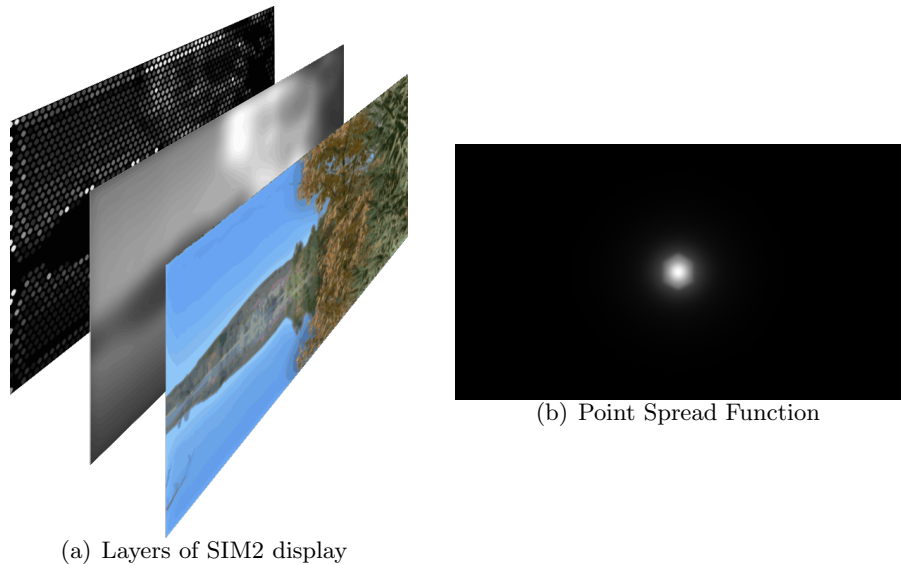 (b) Point Spread Function
(a) Layers of SIM2 display